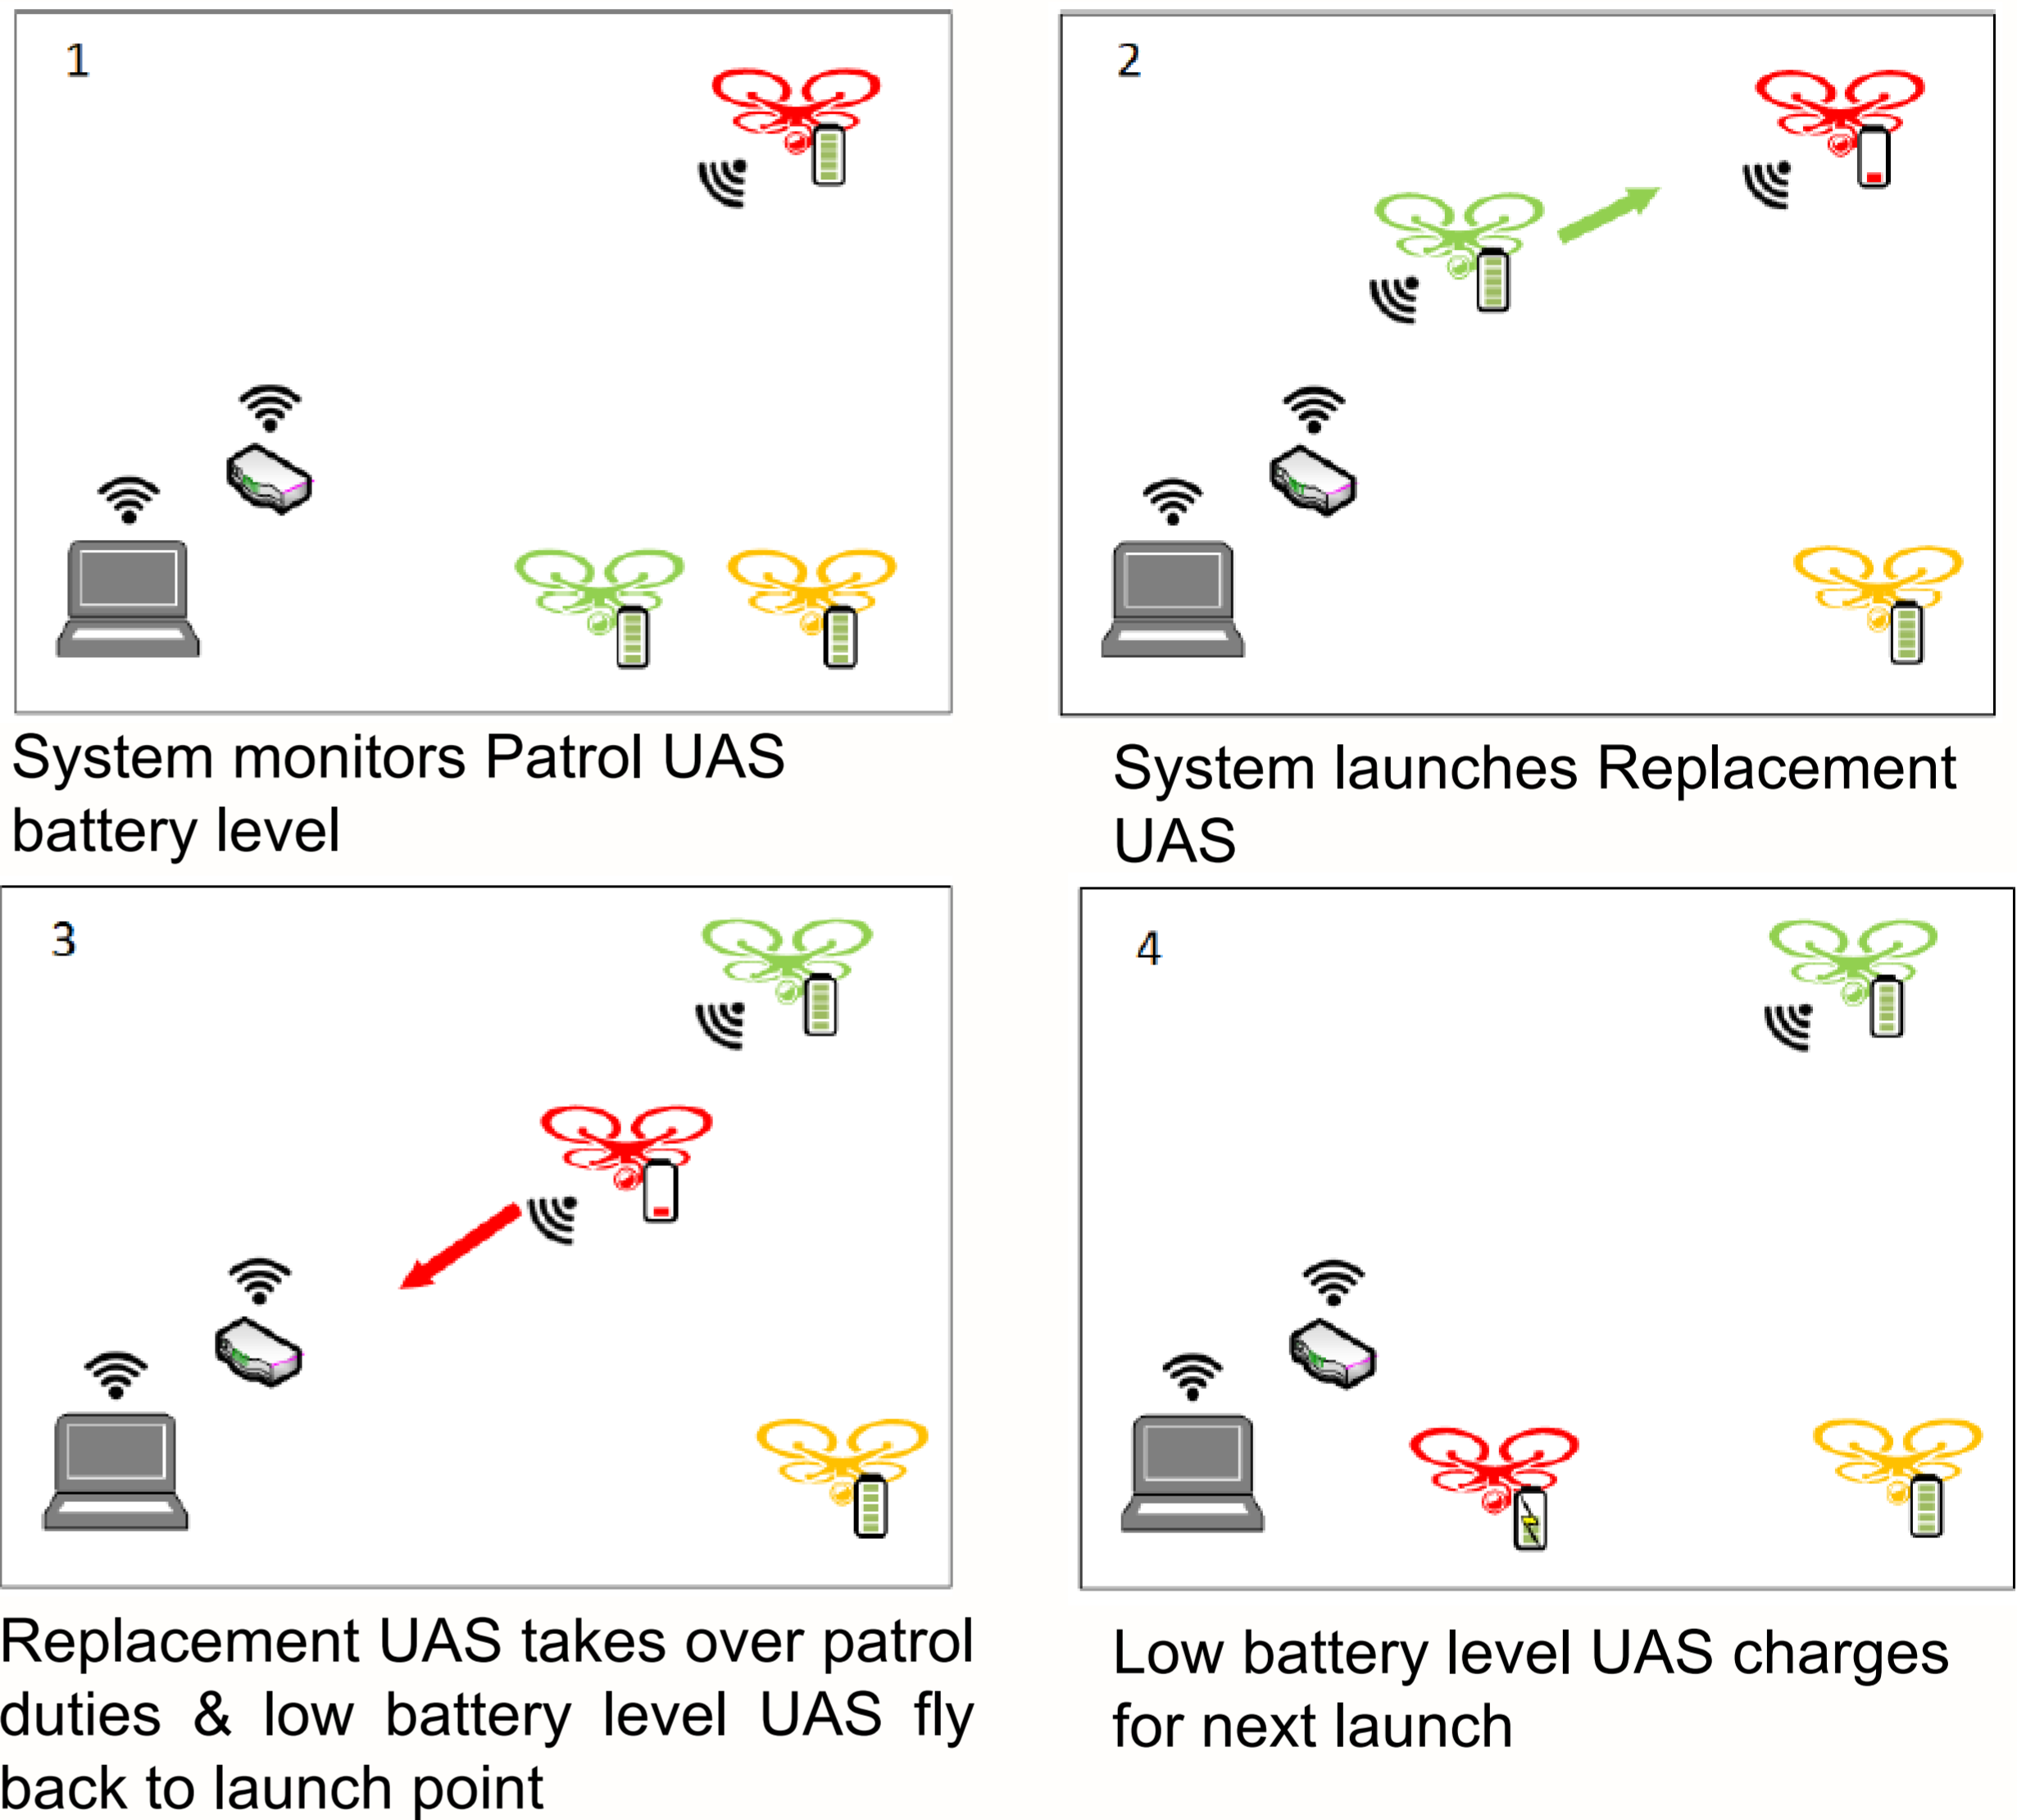 1
2
System monitors Patrol UAS
battery level
System launches Replacement
UAS
3
4
Replacement UAS takes over patrol
duties & low battery level UAS fly
back to launch point
Low battery level UAS charges
for next launch